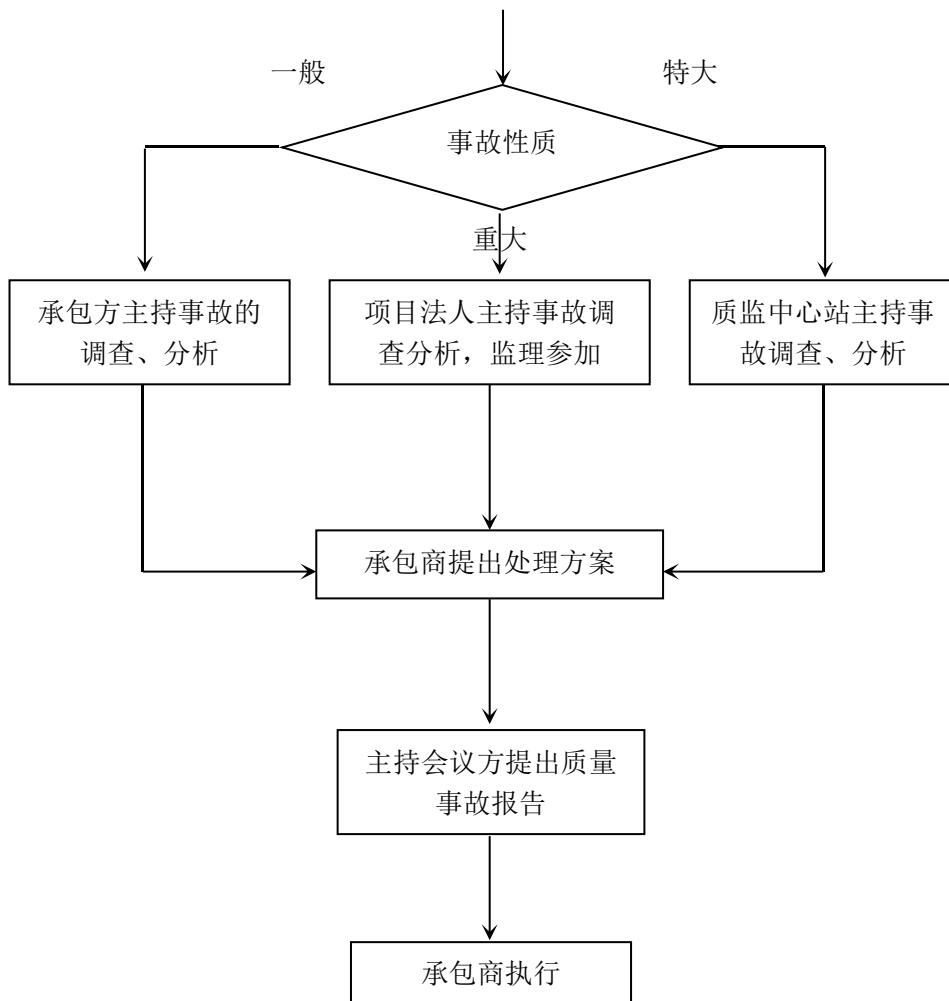 一般
特大
事故性质
重大
承包方主持事故的
调查、分析
项目法人主持事故调
查分析，监理参加
质监中心站主持事
故调查、分析
承包商提出处理方案
主持会议方提出质量
事故报告
承包商执行